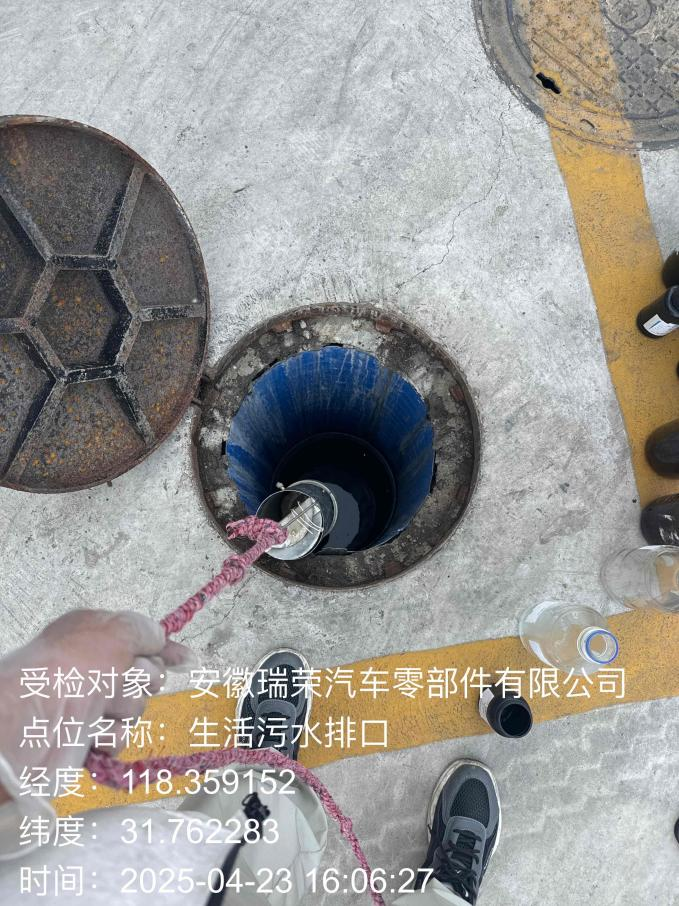 受检对象：安徽瑞荣汽车零部件有限公司
点位名称：生活污水排口
经度：118.359152
纬度：31.762283
时间：2025-04-23 16:06:27